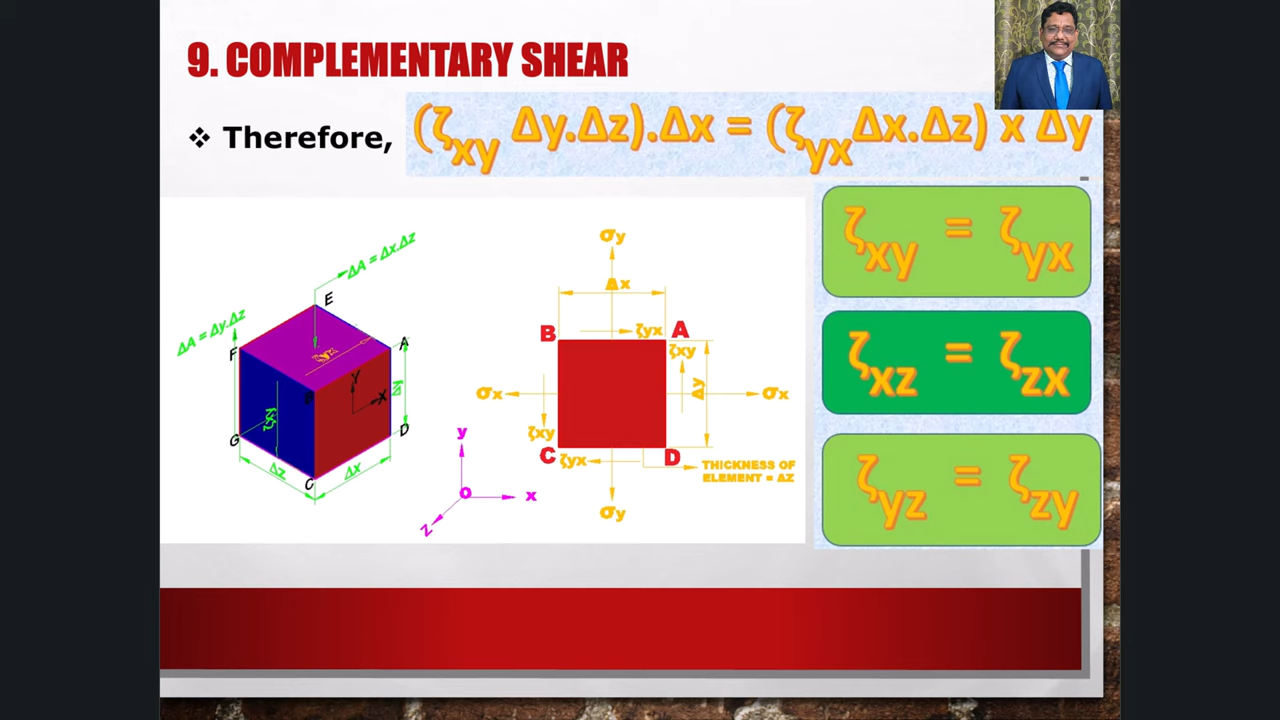 9. COMPLEMENTARY SHEAR
❖ Therefore, (ζxy Δy.Δz).Δx = (ζyxΔx.Δz) x Δy
ζxy = ζyx
ζxz = ζzx
ζyz = ζzy
ΔA = Δx.Δz
ΔA = Δy.Δz
E
F
A
B
Y
X
G
D
C
Δz
Δx
σy
Δx
B
ζyx
A
ζxy
Δy
σx
σx
ζxy
C
ζyx
D
THICKNESS OF
ELEMENT = ΔZ
σy
y
o
x
z